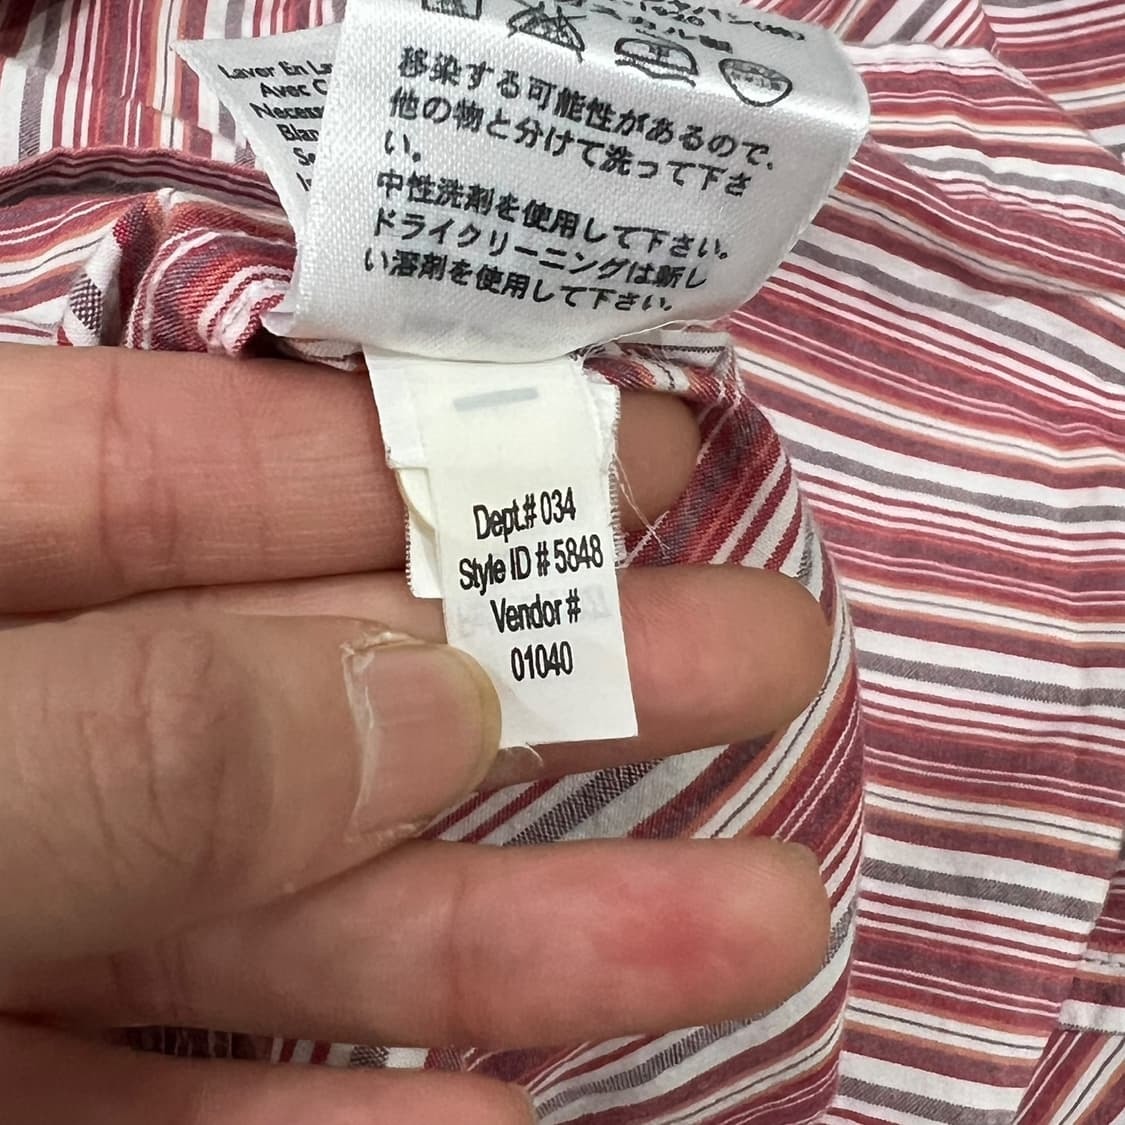 Laver En
Avec
移染する可能性があるので、
他の物と分けて洗って下さ
い。
中性洗剤を使用して下さい。
ドライクリーニングは新し
い溶剤を使用して下さい。
Dept.# 034
Style ID # 5848
Vendor #
01040